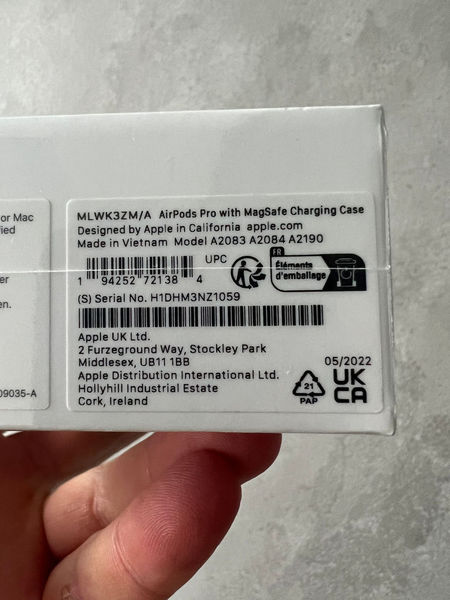 or Mac
fied
er
en.
09035-A
MLWK3ZM/A AirPods Pro with MagSafe Charging Case
Designed by Apple in California apple.com
Made in Vietnam Model A2083 A2084 A2190
UPC
1 94252 72138 4
FR
Éléments
d'emballage
(S) Serial No. H1DHM3NZ1059
Apple UK Ltd.
2 Furzeground Way, Stockley Park
Middlesex, UB11 1BB
Apple Distribution International Ltd.
Hollyhill Industrial Estate
Cork, Ireland
21
PAP
05/2022
UK
CA